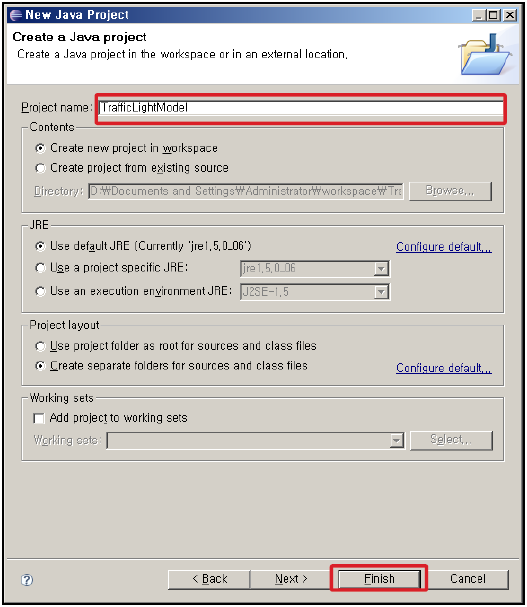 New Java Project
Create a Java project
Create a Java project in the workspace or in an external location.
Project name: TrafficLightModel
Contents
Create new project in workspace
Create project from existing source
Directory: D:₩Documents and Settings₩Administrator₩workspace₩Tra Browse...
JRE
Use default JRE (Currently 'jre1.5.0_06') Configure default...
Use a project specific JRE: jre1.5.0_06
Use an execution environment JRE: J2SE-1.5
Project layout
Use project folder as root for sources and class files
Create separate folders for sources and class files Configure default...
Working sets
Add project to working sets
Working sets: Select...
? < Back Next > Finish Cancel